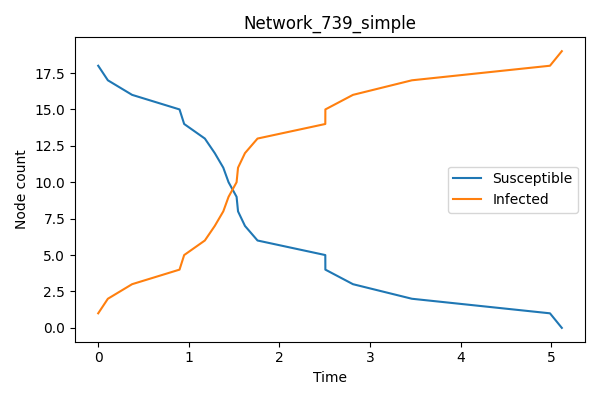 Network_739_simple
17.5
15.0
12.5
10.0
7.5
5.0
2.5
0.0
Node count
Susceptible
Infected
0 1 2 3 4 5
Time